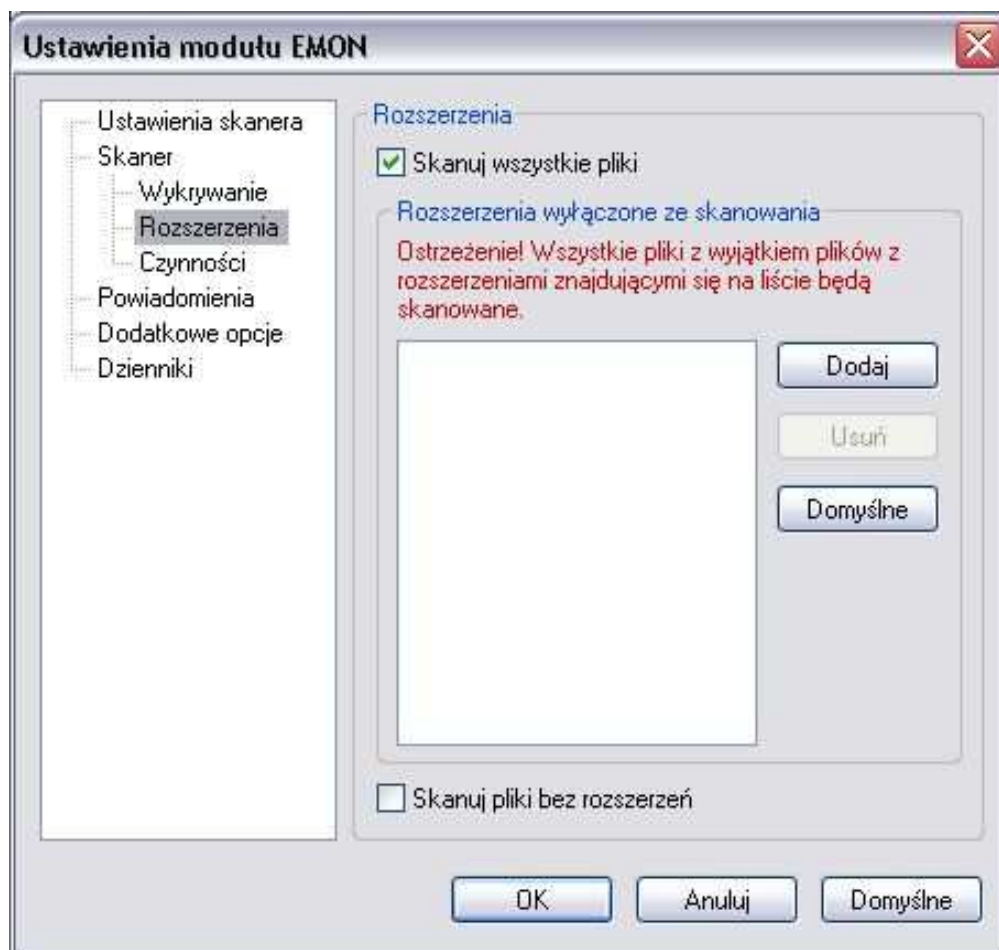 Ustawienia modułu EMON
Ustawienia skanera
Skaner
Wykrywanie
Rozszerzenia
Czynności
Powiadomienia
Dodatkowe opcje
Dzienniki
Rozszerzenia
Skanuj wszystkie pliki
Rozszerzenia wyłączone ze skanowania
Ostrzeżenie! Wszystkie pliki z wyjątkiem plików z
rozszerzeniami znajdującymi się na liście będą
skanowane.
Dodaj
Usuń
Domyślne
Skanuj pliki bez rozszerzeń
OK
Anuluj
Domyślne